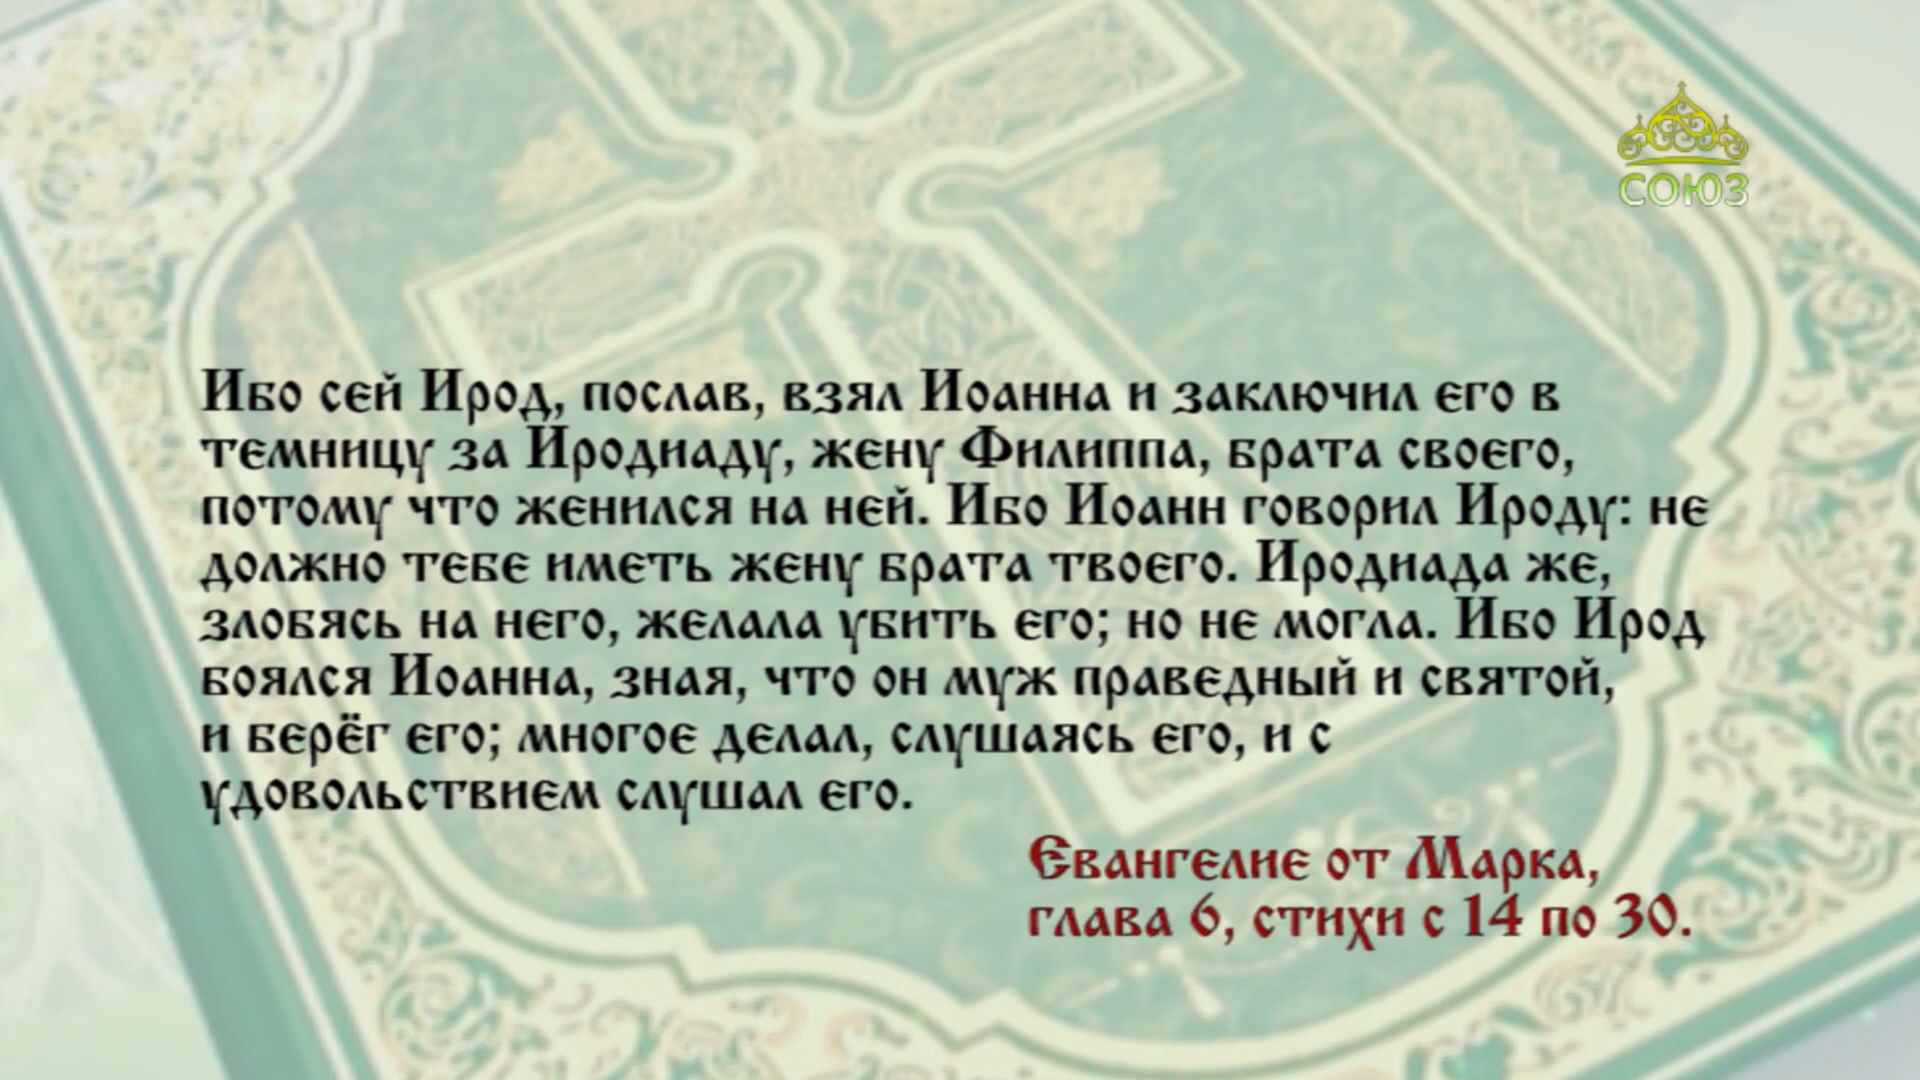 СОЮЗ
Ибо сей Ирод, послав, взял Иоанна и заключил его в
темницу за Иродиаду, жену Филиппа, брата своего,
потому что женился на ней. Ибо Иоанн говорил Ироду: не
должно тебе иметь жену брата твоего. Иродиада же,
злобясь на него, желала убить его; но не могла. Ибо Ирод
боялся Иоанна, зная, что он муж праведный и святой,
и берёг его; многое делал, слушаясь его, и с
удовольствием слушал его.
Евангелие от Марка,
глава 6, стихи с 14 по 30.